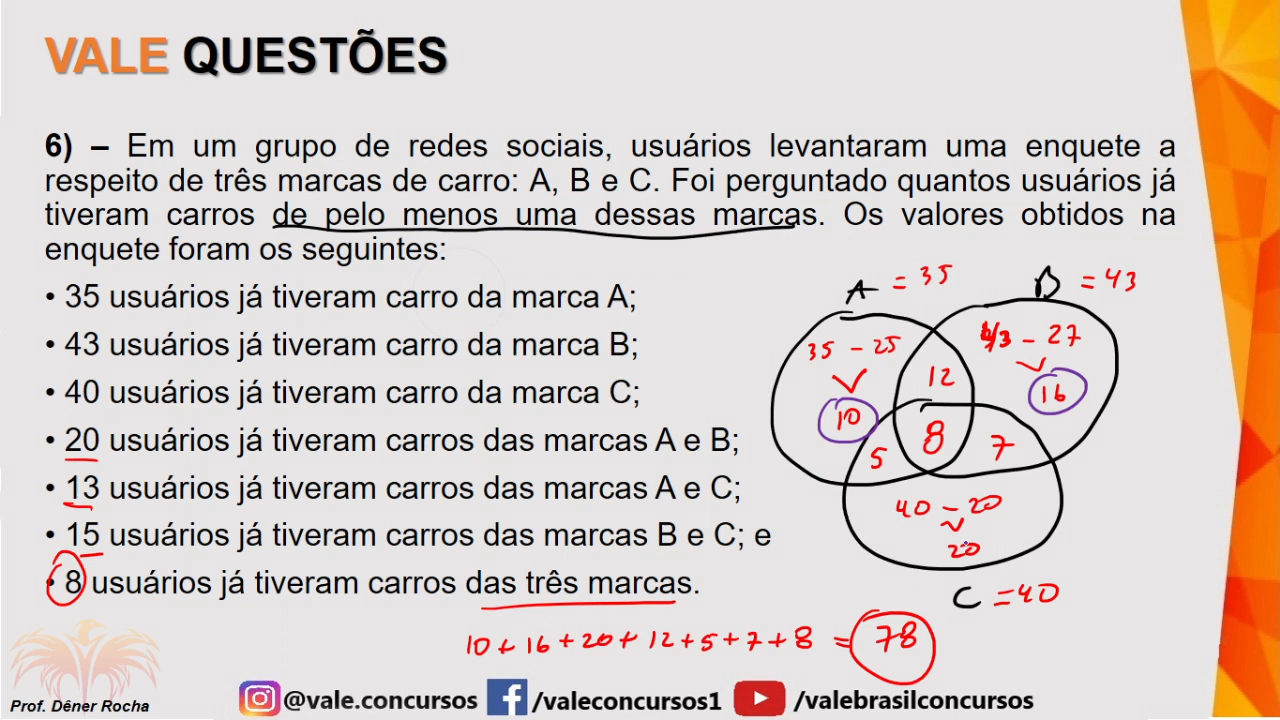 VALE QUESTÕES
6) – Em um grupo de redes sociais, usuários levantaram uma enquete a
respeito de três marcas de carro: A, B e C. Foi perguntado quantos usuários já
tiveram carros de pelo menos uma dessas marcas. Os valores obtidos na
enquete foram os seguintes:
• 35 usuários já tiveram carro da marca A;
• 43 usuários já tiveram carro da marca B;
• 40 usuários já tiveram carro da marca C;
• 20 usuários já tiveram carros das marcas A e B;
• 13 usuários já tiveram carros das marcas A e C;
• 15 usuários já tiveram carros das marcas B e C; e
• 8 usuários já tiveram carros das três marcas.
A = 35
B = 43
35 - 25
43 - 27
12
10
16
8
5
7
40 - 20
20
C = 40
10 + 16 + 20 + 12 + 5 + 7 + 8 = 78
Prof. Dêner Rocha
@vale.concursos
/valeconcursos1
/valebrasilconcursos